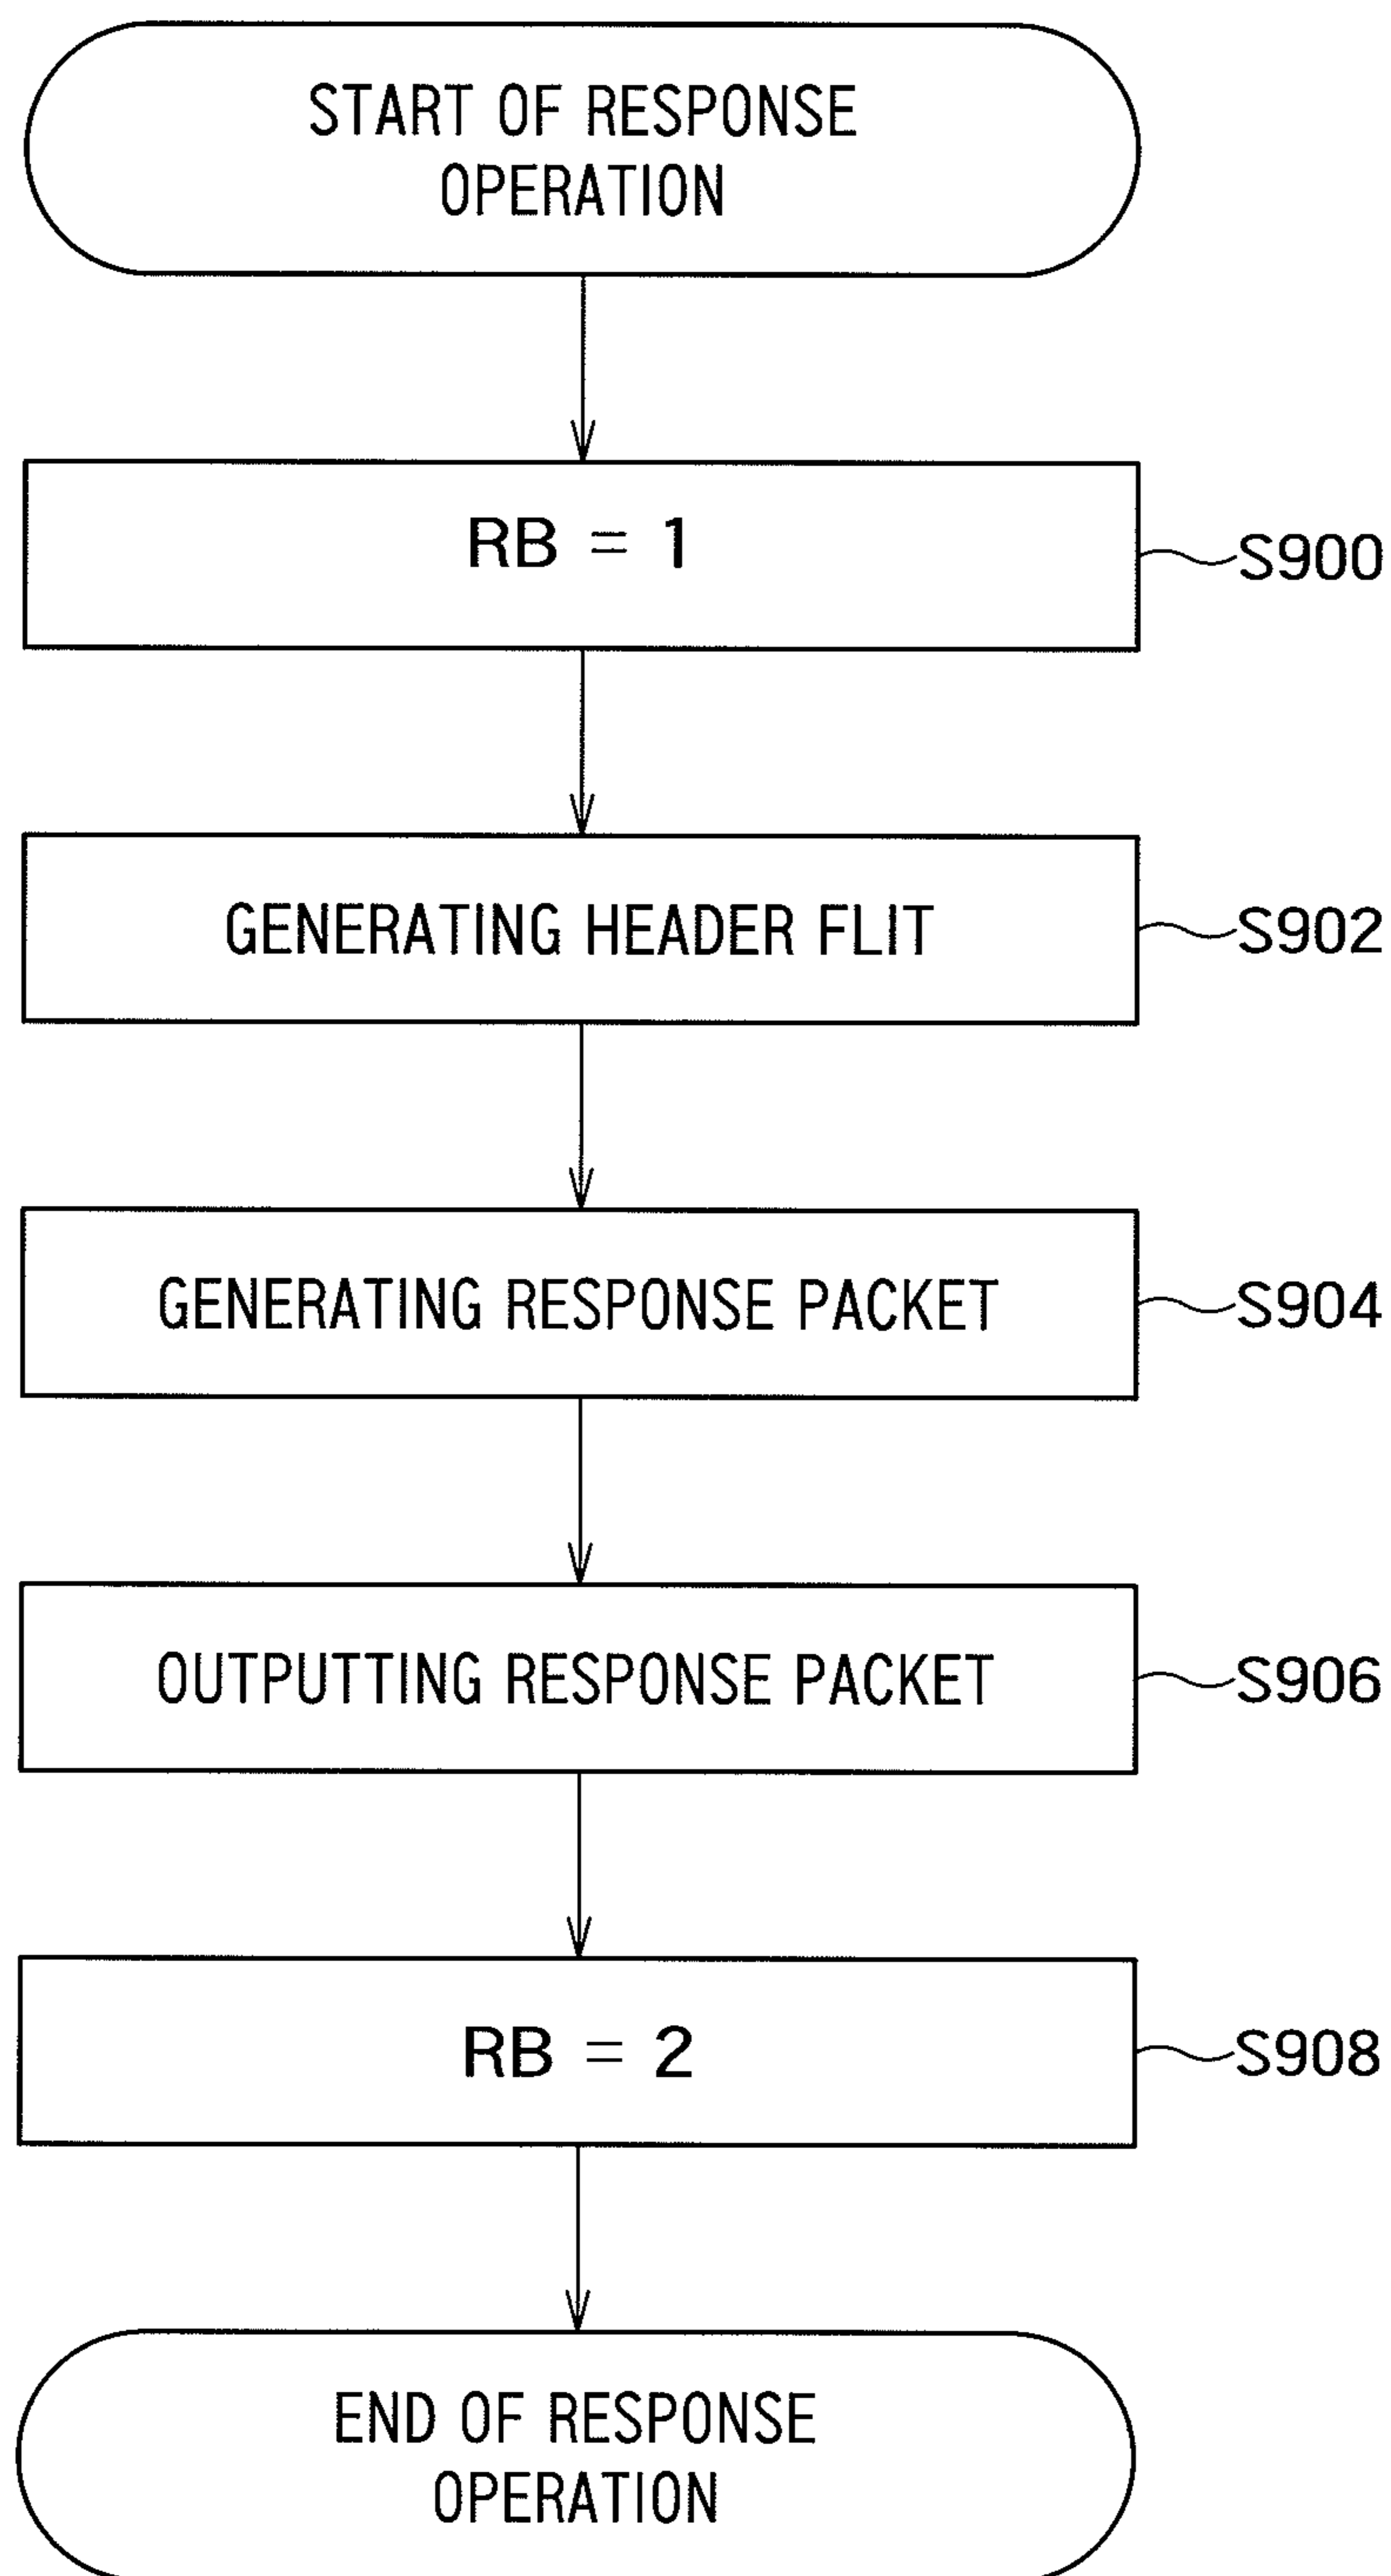 START OF RESPONSE
OPERATION
RB = 1
S900
GENERATING HEADER FLIT
S902
GENERATING RESPONSE PACKET
S904
OUTPUTTING RESPONSE PACKET
S906
RB = 2
S908
END OF RESPONSE
OPERATION